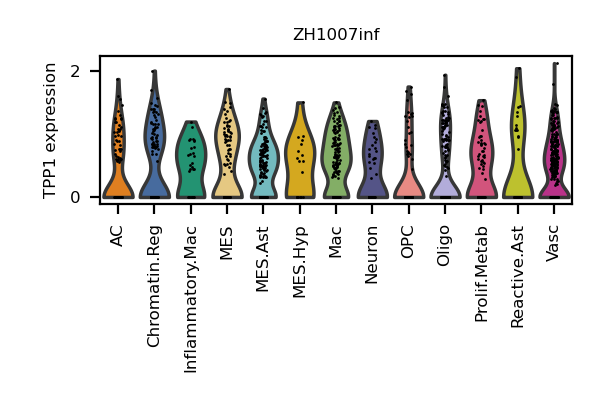 ZH1007inf
TPP1 expression
2
0
AC
Chromatin.Reg
Inflammatory.Mac
MES
MES.Ast
MES.Hyp
Mac
Neuron
OPC
Oligo
Prolif.Metab
Reactive.Ast
Vasc